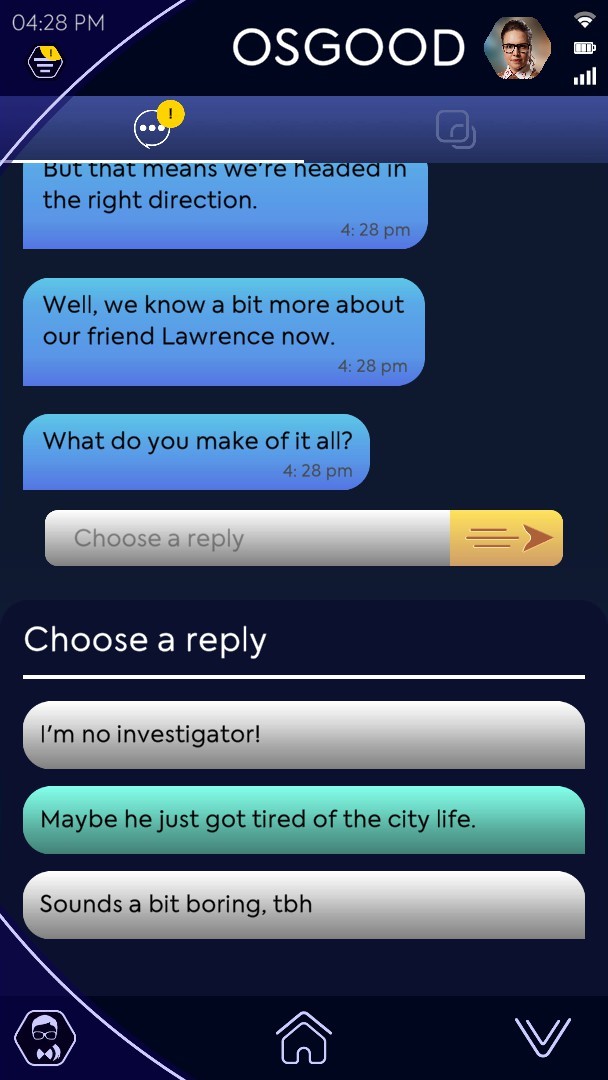 04:28 PM
OSGOOD
!
!
But that means we're headed in
the right direction.
4: 28 pm
Well, we know a bit more about
our friend Lawrence now.
4: 28 pm
What do you make of it all?
4: 28 pm
Choose a reply
Choose a reply
I'm no investigator!
Maybe he just got tired of the city life.
Sounds a bit boring, tbh